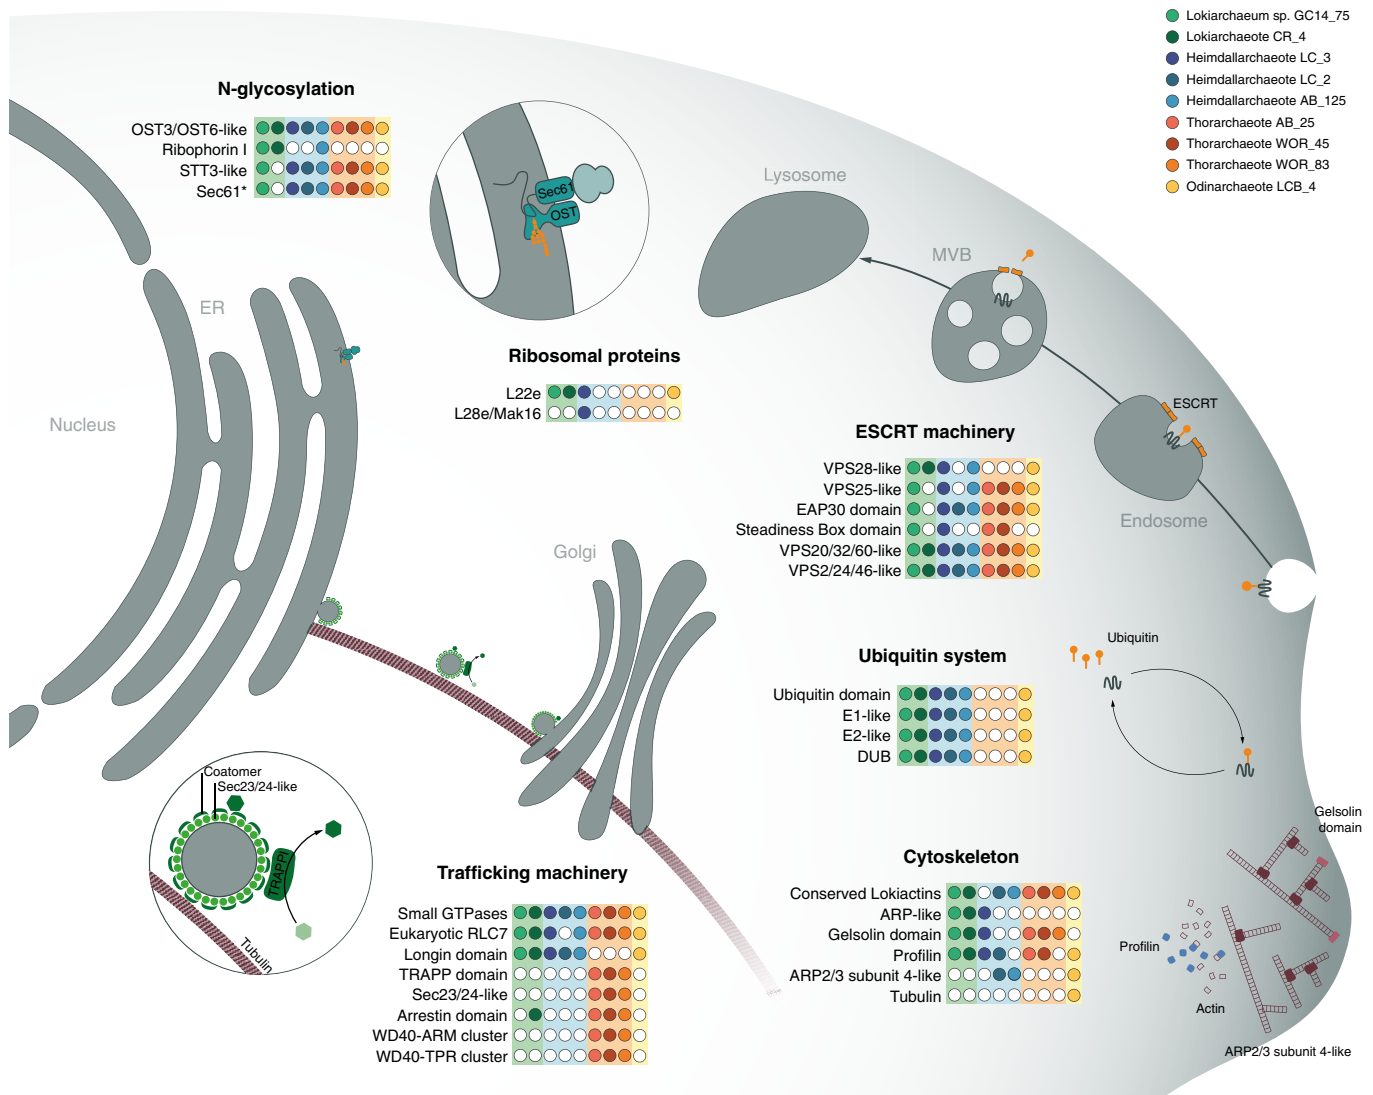 Lokiarchaeum sp. GC14_75
Lokiarchaeote CR_4
Heimdallarchaeote LC_3
Heimdallarchaeote LC_2
Heimdallarchaeote AB_125
Thorarchaeote AB_25
Thorarchaeote WOR_45
Thorarchaeote WOR_83
Odinarchaeote LCB_4
N-glycosylation
OST3/OST6-like
Ribophorin I
STT3-like
Sec61*
Sec61
OST
Lysosome
MVB
ER
Nucleus
Ribosomal proteins
L22e
L28e/Mak16
ESCRT
Endosome
ESCRT machinery
VPS28-like
VPS25-like
EAP30 domain
Steadiness Box domain
VPS20/32/60-like
VPS2/24/46-like
Golgi
Ubiquitin
Ubiquitin system
Ubiquitin domain
E1-like
E2-like
DUB
Coatomer
Sec23/24-like
TRAPPI
Tubulin
Trafficking machinery
Small GTPases
Eukaryotic RLC7
Longin domain
TRAPP domain
Sec23/24-like
Arrestin domain
WD40-ARM cluster
WD40-TPR cluster
Cytoskeleton
Conserved Lokiactins
ARP-like
Gelsolin domain
Profilin
ARP2/3 subunit 4-like
Tubulin
Gelsolin
domain
Profilin
Actin
ARP2/3 subunit 4-like